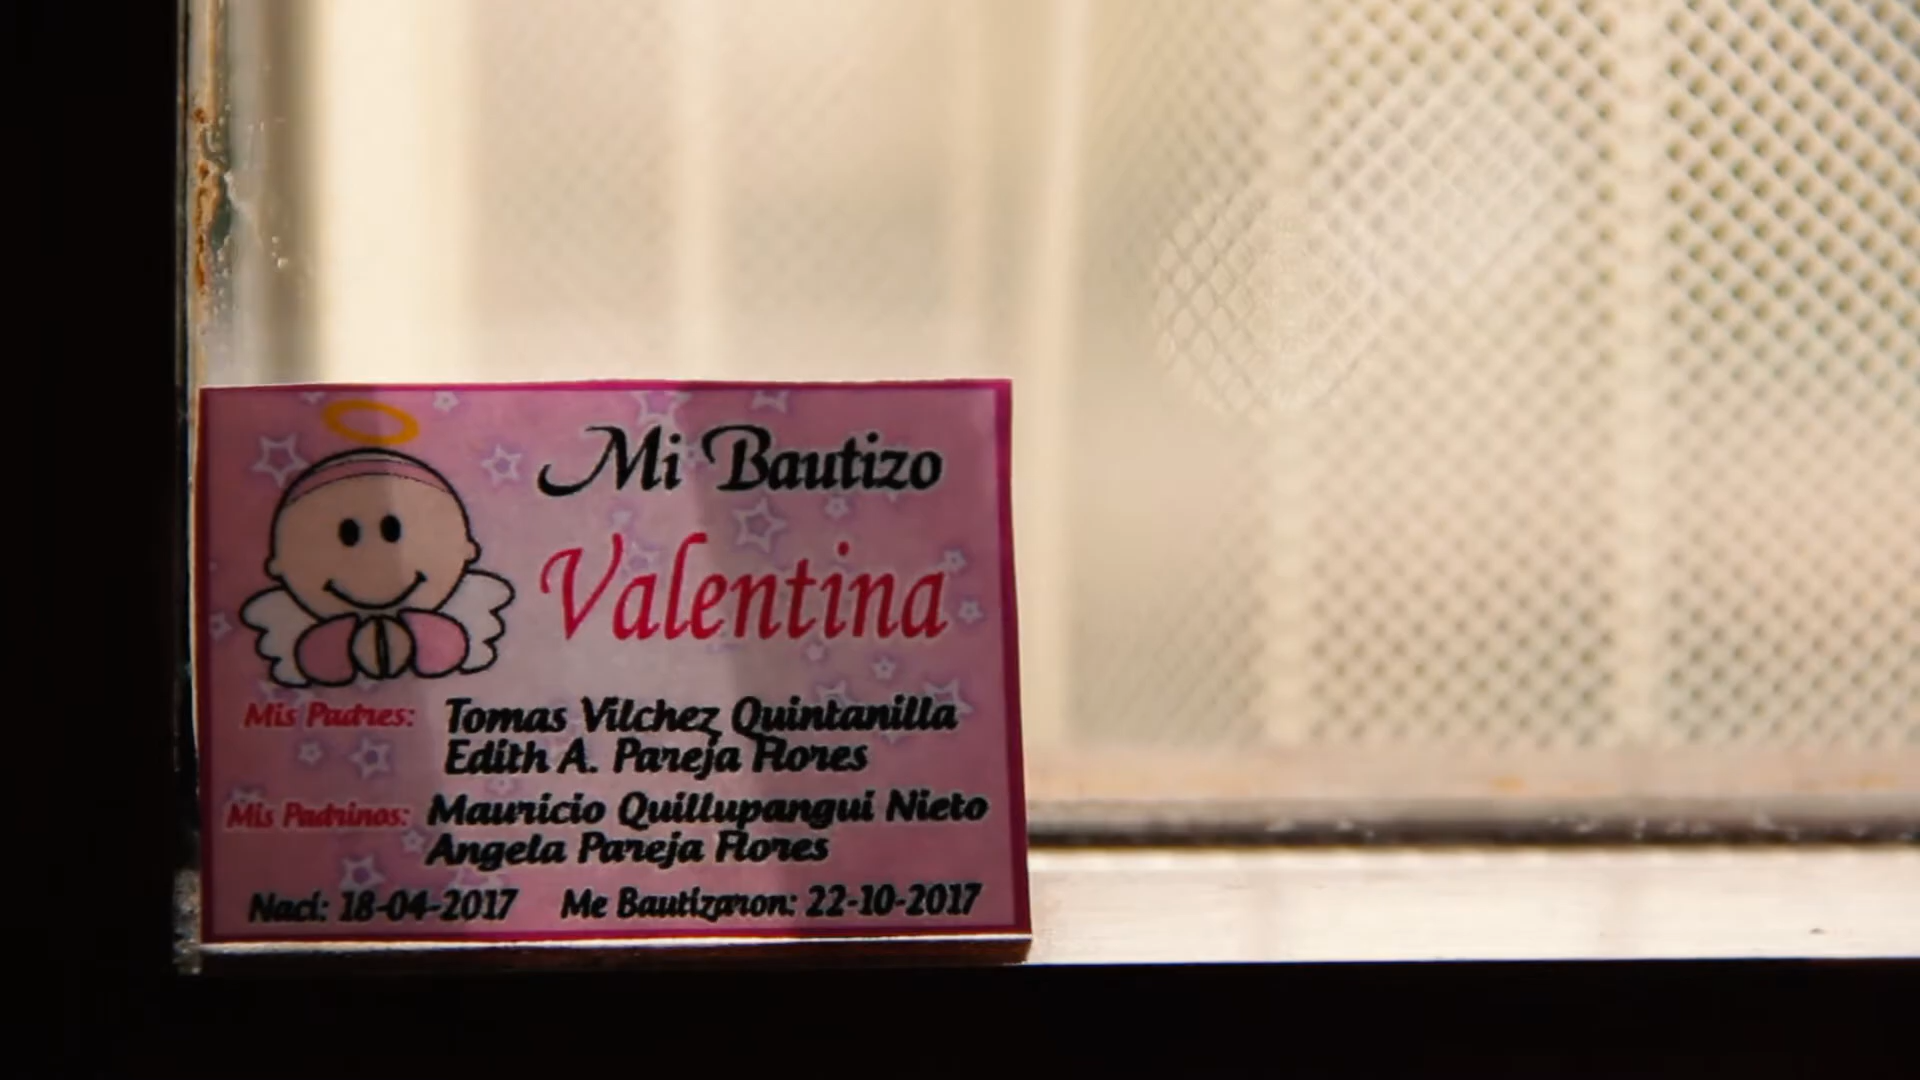 Mi Bautizo
Valentina
Mis Padres: Tomas Vilchez Quintanilla
Edith A. Pareja Flores
Mis Padrinos: Mauricio Quillupangui Nieto
Angela Pareja Flores
Naci: 18-04-2017 Me Bautizaron: 22-10-2017